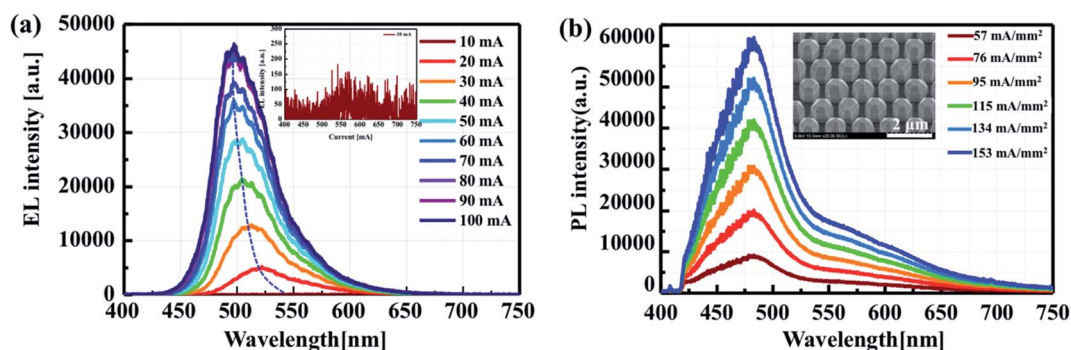 (a)
50000
40000
30000
20000
10000
0
EL intensity [a.u.]
400 450 500 550 600 650 700 750
Wavelength[nm]
300
250
200
150
100
50
0
EL intensity [a.u.]
400 450 500 550 600 650 700 750
Current [mA]
10 mA
10 mA
20 mA
30 mA
40 mA
50 mA
60 mA
70 mA
80 mA
90 mA
100 mA
(b)
60000
50000
40000
30000
20000
10000
0
PL intensity(a.u.)
400 450 500 550 600 650 700 750
Wavelength[nm]
2 μm
57 mA/mm²
76 mA/mm²
95 mA/mm²
115 mA/mm²
134 mA/mm²
153 mA/mm²